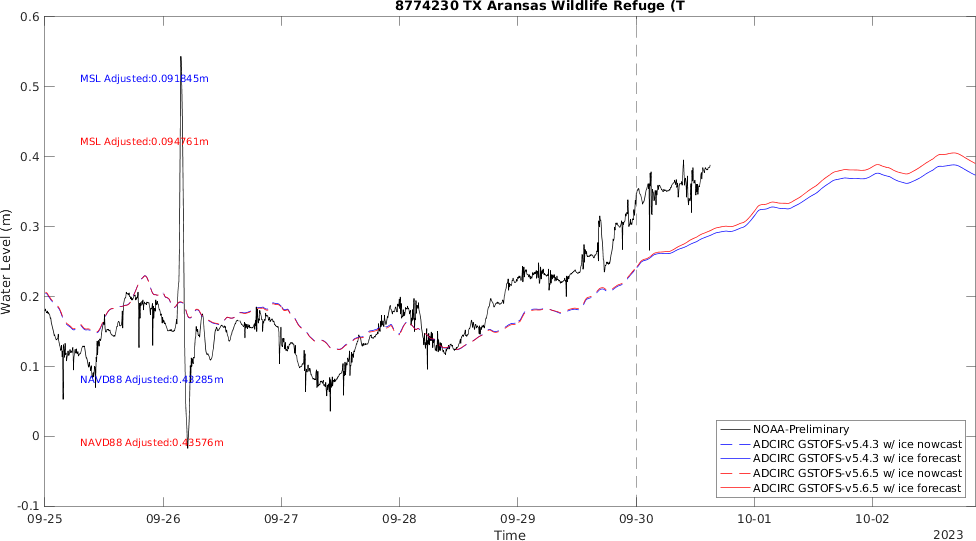 8774230 TX Aransas Wildlife Refuge (T
0.6
0.5
0.4
0.3
0.2
0.1
0
-0.1
Water Level (m)
MSL Adjusted:0.091845m
MSL Adjusted:0.094761m
NAVD88 Adjusted:0.43285m
NAVD88 Adjusted:0.43576m
NOAA-Preliminary
ADCIRC GSTOFS-v5.4.3 w/ ice nowcast
ADCIRC GSTOFS-v5.4.3 w/ ice forecast
ADCIRC GSTOFS-v5.6.5 w/ ice nowcast
ADCIRC GSTOFS-v5.6.5 w/ ice forecast
09-25 09-26 09-27 09-28 09-29 09-30 10-01 10-02
Time
2023